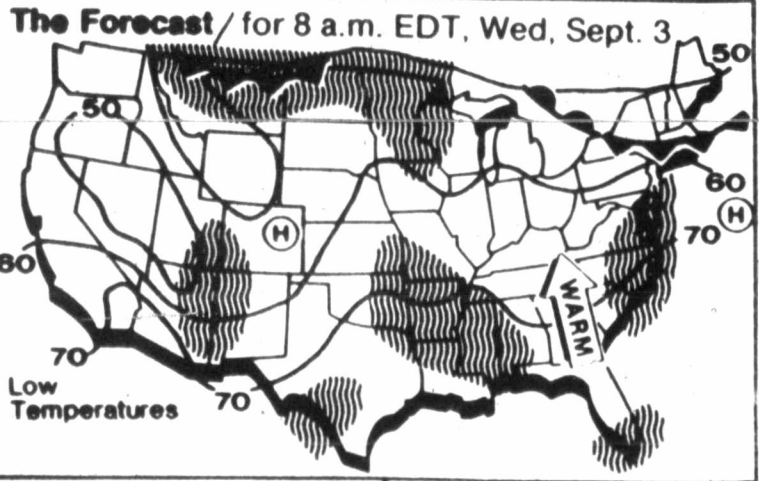 The Forecast / for 8 a.m. EDT, Wed, Sept. 3
50
50
60
H
H
70
60
WARM
70
Low
Temperatures
70